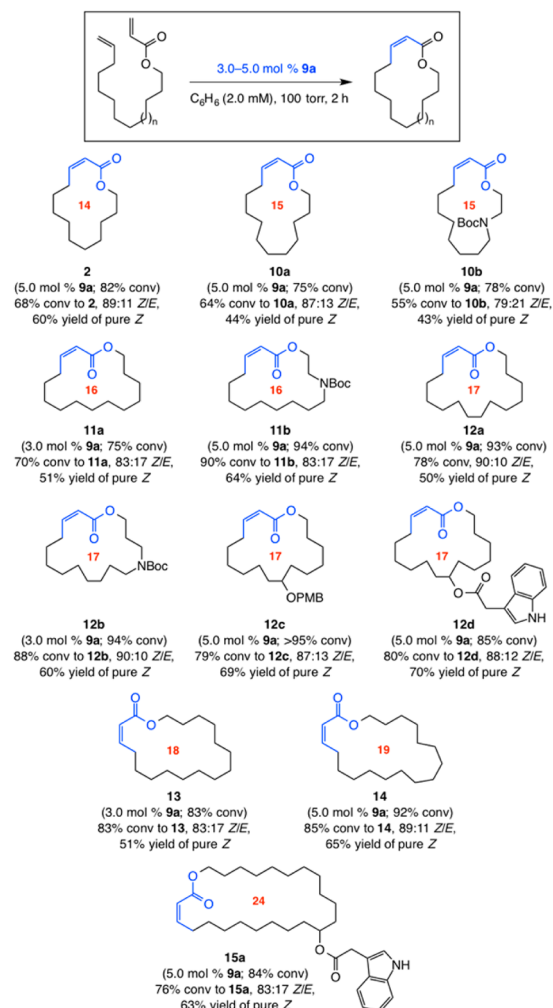 O
O
( )n
3.0–5.0 mol % 9a
C6H6 (2.0 mM), 100 torr, 2 h
O
O
( )n
O
O
14
O
O
15
O
O
15
BocN
2
(5.0 mol % 9a; 82% conv)
68% conv to 2, 89:11 Z/E,
60% yield of pure Z
10a
(5.0 mol % 9a; 75% conv)
64% conv to 10a, 87:13 Z/E,
44% yield of pure Z
10b
(5.0 mol % 9a; 78% conv)
55% conv to 10b, 79:21 Z/E,
43% yield of pure Z
O
O
16
O
O
16
NBoc
O
O
17
11a
(3.0 mol % 9a; 75% conv)
70% conv to 11a, 83:17 Z/E,
51% yield of pure Z
11b
(5.0 mol % 9a; 94% conv)
90% conv to 11b, 83:17 Z/E,
64% yield of pure Z
12a
(5.0 mol % 9a; 93% conv)
78% conv, 90:10 Z/E,
50% yield of pure Z
O
O
17
NBoc
O
O
17
OPMB
O
O
17
O
O
NH
12b
(3.0 mol % 9a; 94% conv)
88% conv to 12b, 90:10 Z/E,
60% yield of pure Z
12c
(5.0 mol % 9a; >95% conv)
79% conv to 12c, 87:13 Z/E,
69% yield of pure Z
12d
(5.0 mol % 9a; 85% conv)
80% conv to 12d, 88:12 Z/E,
70% yield of pure Z
O
O
18
O
O
19
13
(3.0 mol % 9a; 83% conv)
83% conv to 13, 83:17 Z/E,
51% yield of pure Z
14
(5.0 mol % 9a; 92% conv)
85% conv to 14, 89:11 Z/E,
65% yield of pure Z
O
O
24
O
O
NH
15a
(5.0 mol % 9a; 84% conv)
76% conv to 15a, 83:17 Z/E,
63% yield of pure Z